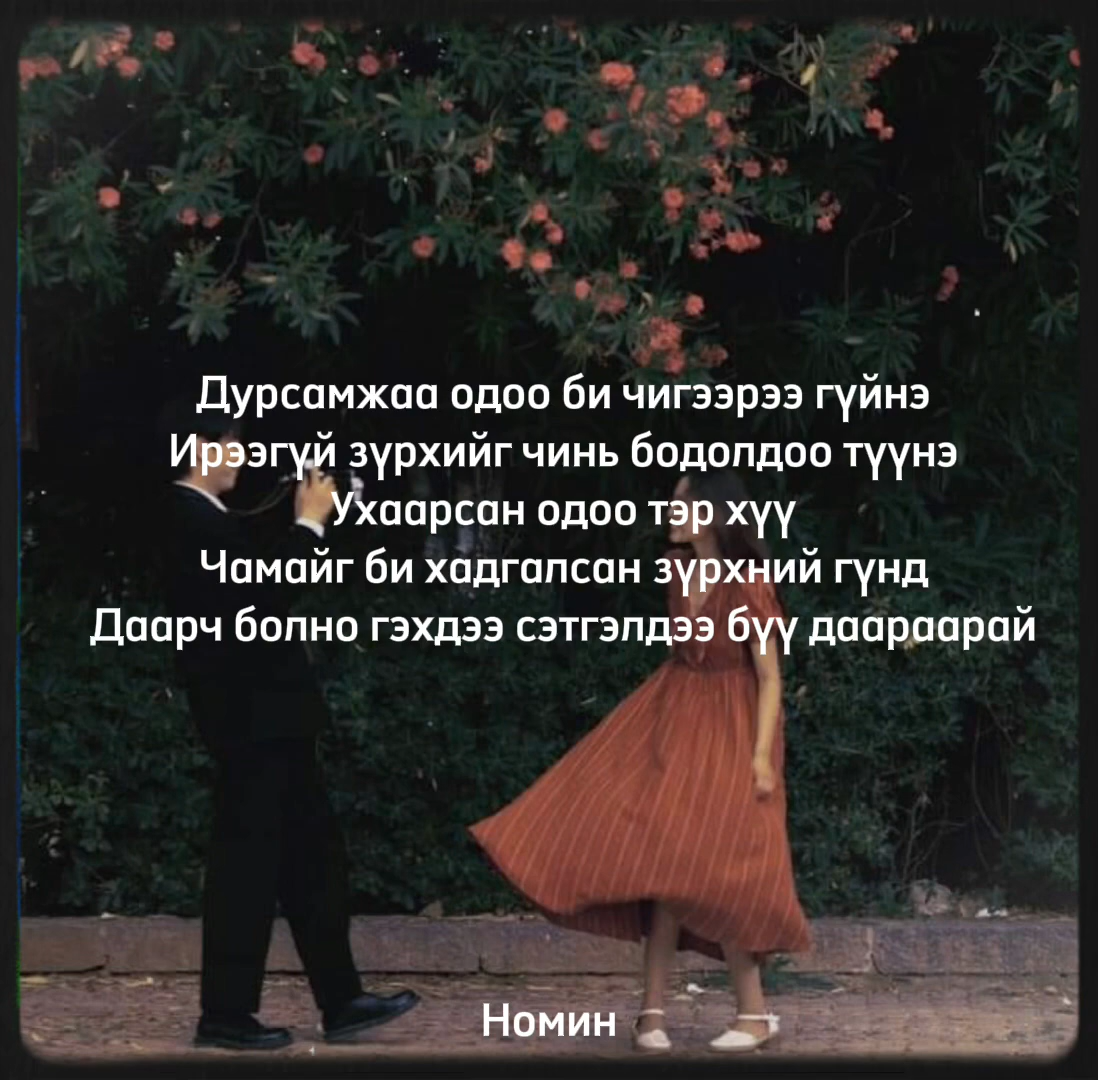 Дурсамжаа одоо би чигээрээ гүйнэ
Ирээгүй зүрхийг чинь бодолдоо түүнэ
Ухаарсан одоо тэр хүү
Чамайг би хадгалсан зүрхний гүнд
Даарч болно гэхдээ сэтгэлдээ бүү даараарай
Номин